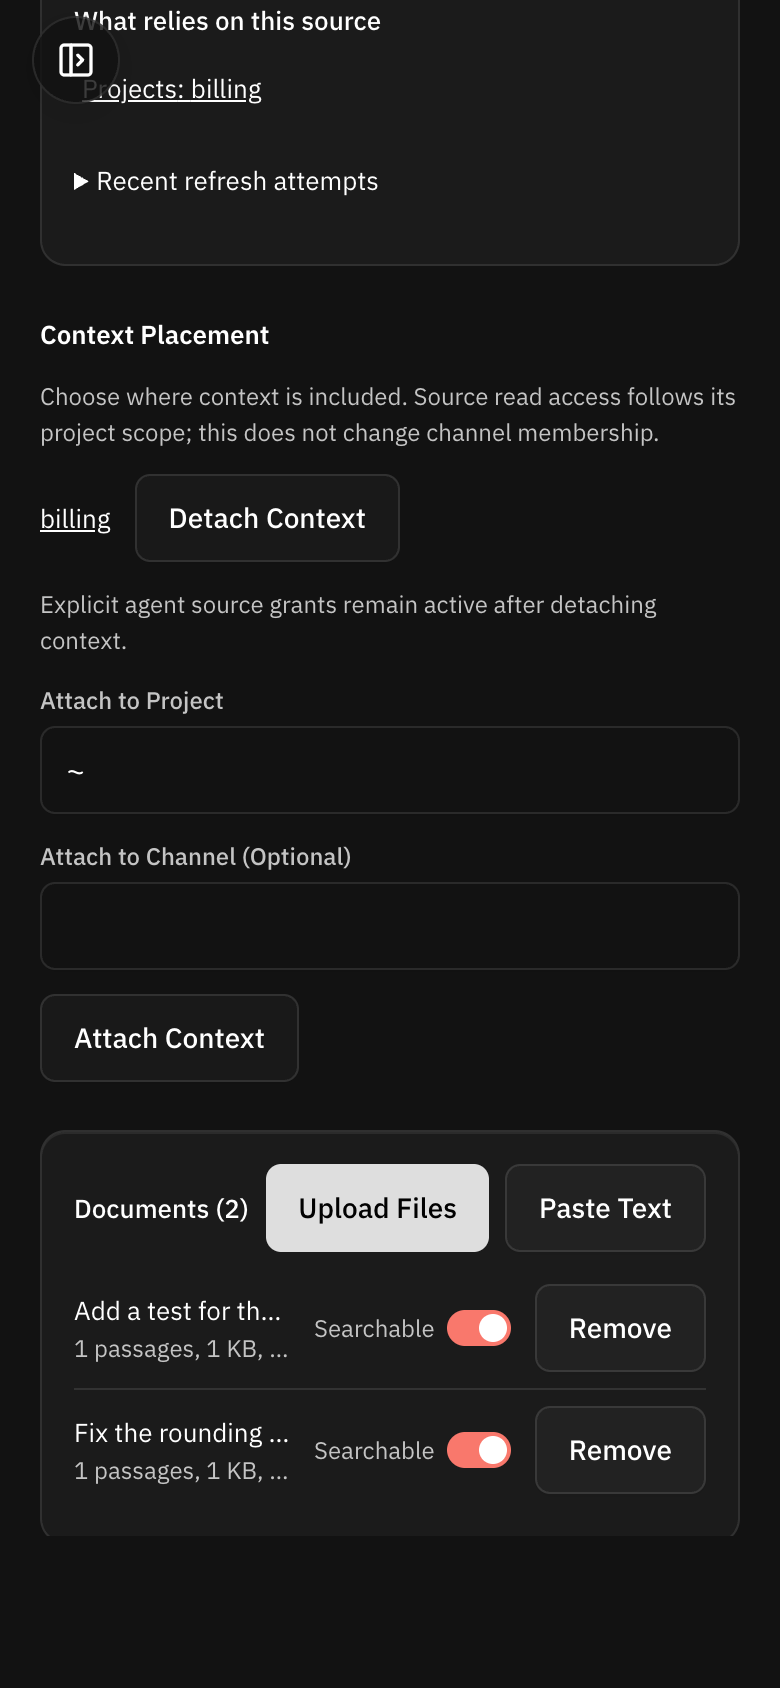 What relies on this source
Projects: billing
Recent refresh attempts
Context Placement
Choose where context is included. Source read access follows its
project scope; this does not change channel membership.
billing
Detach Context
Explicit agent source grants remain active after detaching
context.
Attach to Project
~
Attach to Channel (Optional)
Attach Context
Documents (2)
Upload Files
Paste Text
Add a test for th...
1 passages, 1 KB, ...
Searchable
Remove
Fix the rounding ...
1 passages, 1 KB, ...
Searchable
Remove